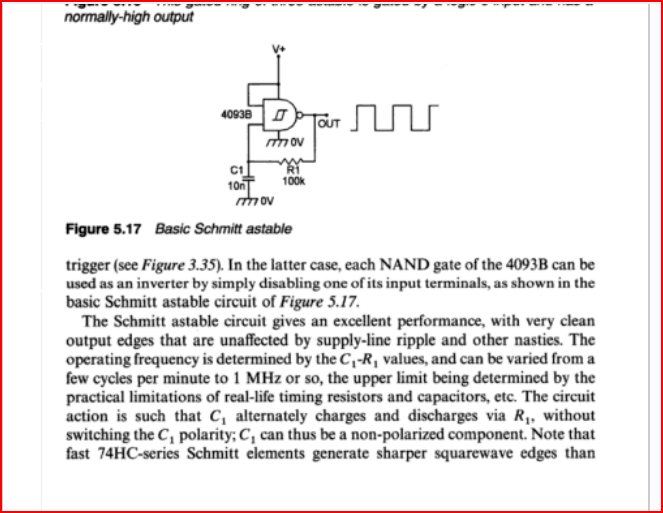 normally-high output
V+
4093B
OUT
0V
C1
10n
R1
100k
0V
Figure 5.17 Basic Schmitt astable
trigger (see Figure 3.35). In the latter case, each NAND gate of the 4093B can be
used as an inverter by simply disabling one of its input terminals, as shown in the
basic Schmitt astable circuit of Figure 5.17.
The Schmitt astable circuit gives an excellent performance, with very clean
output edges that are unaffected by supply-line ripple and other nasties. The
operating frequency is determined by the C₁-R₁ values, and can be varied from a
few cycles per minute to 1 MHz or so, the upper limit being determined by the
practical limitations of real-life timing resistors and capacitors, etc. The circuit
action is such that C₁ alternately charges and discharges via R₁, without
switching the C₁ polarity; C₁ can thus be a non-polarized component. Note that
fast 74HC-series Schmitt elements generate sharper squarewave edges than